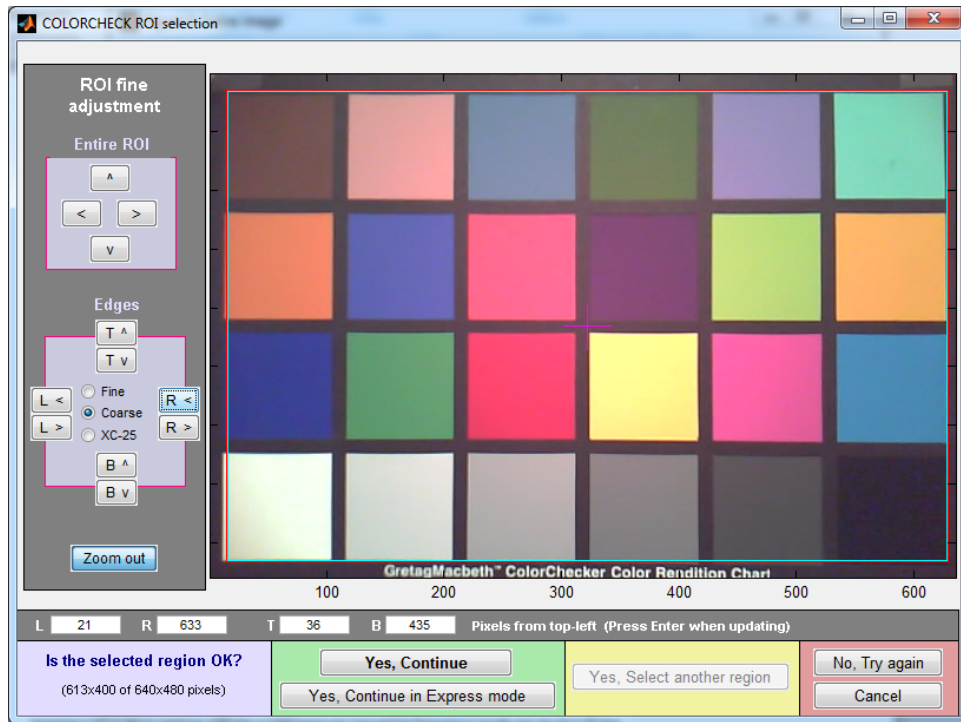 COLORCHECK ROI selection
ROI fine
adjustment
Entire ROI
^
< >
v
Edges
T ^
T v
L < Fine R <
Coarse
L > XC-25 R >
B ^
B v
Zoom out
GretagMacbeth™ ColorChecker Color Rendition Chart
100 200 300 400 500 600
L 21 R 633 T 36 B 435 Pixels from top-left (Press Enter when updating)
Is the selected region OK?
(613x400 of 640x480 pixels)
Yes, Continue
Yes, Continue in Express mode
Yes, Select another region
No, Try again
Cancel